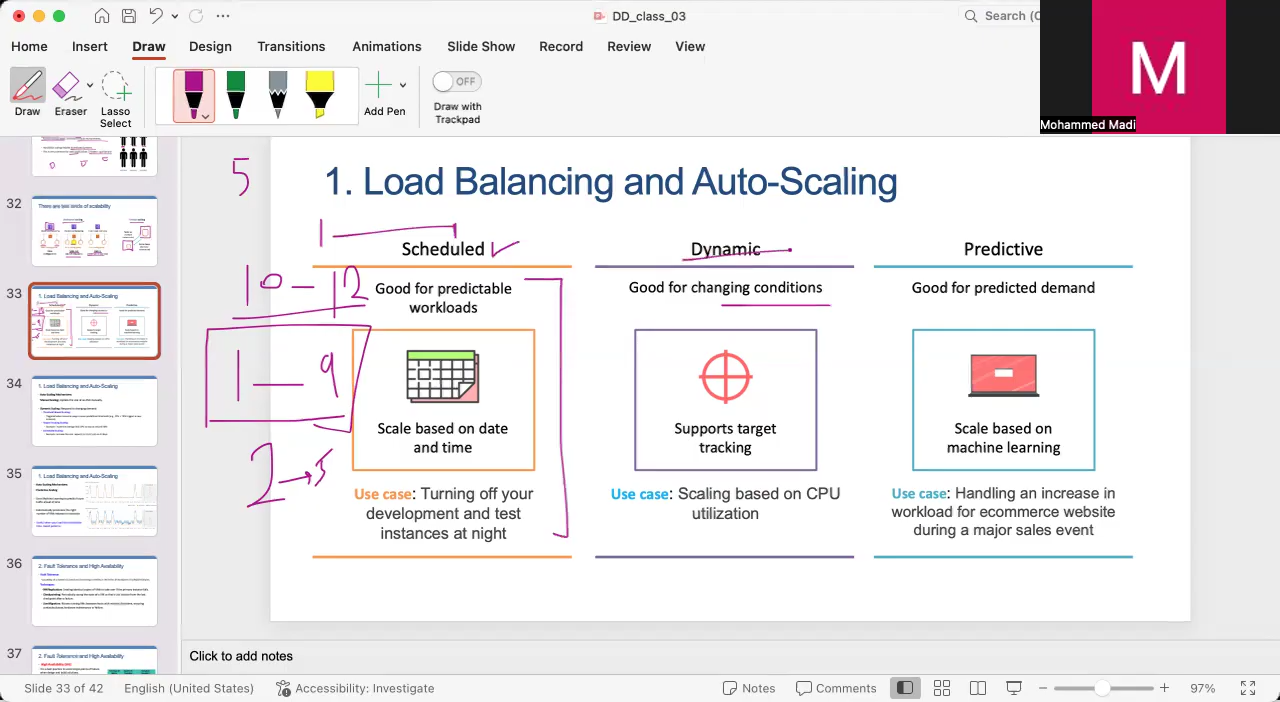 DD_class_03
Search (C
Home Insert Draw Design Transitions Animations Slide Show Record Review View
OFF
Draw Eraser Lasso Select Add Pen Draw with Trackpad
M
Mohammed Madi
32
There are two kinds of scalability
33
1. Load Balancing and Auto-Scaling
34
1. Load Balancing and Auto-Scaling
35
1. Load Balancing and Auto-Scaling
36
2. Fault Tolerance and High Availability
37
2. Fault Tolerance and High Availability
5
1. Load Balancing and Auto-Scaling
1
Scheduled
Dynamic
Predictive
10 – 12
1 — 9
2 → 5
Good for predictable
workloads
Scale based on date
and time
Use case: Turning off your
development and test
instances at night
Good for changing conditions
Supports target
tracking
Use case: Scaling based on CPU
utilization
Good for predicted demand
Scale based on
machine learning
Use case: Handling an increase in
workload for ecommerce website
during a major sales event
Click to add notes
Slide 33 of 42 English (United States) Accessibility: Investigate Notes Comments 97%